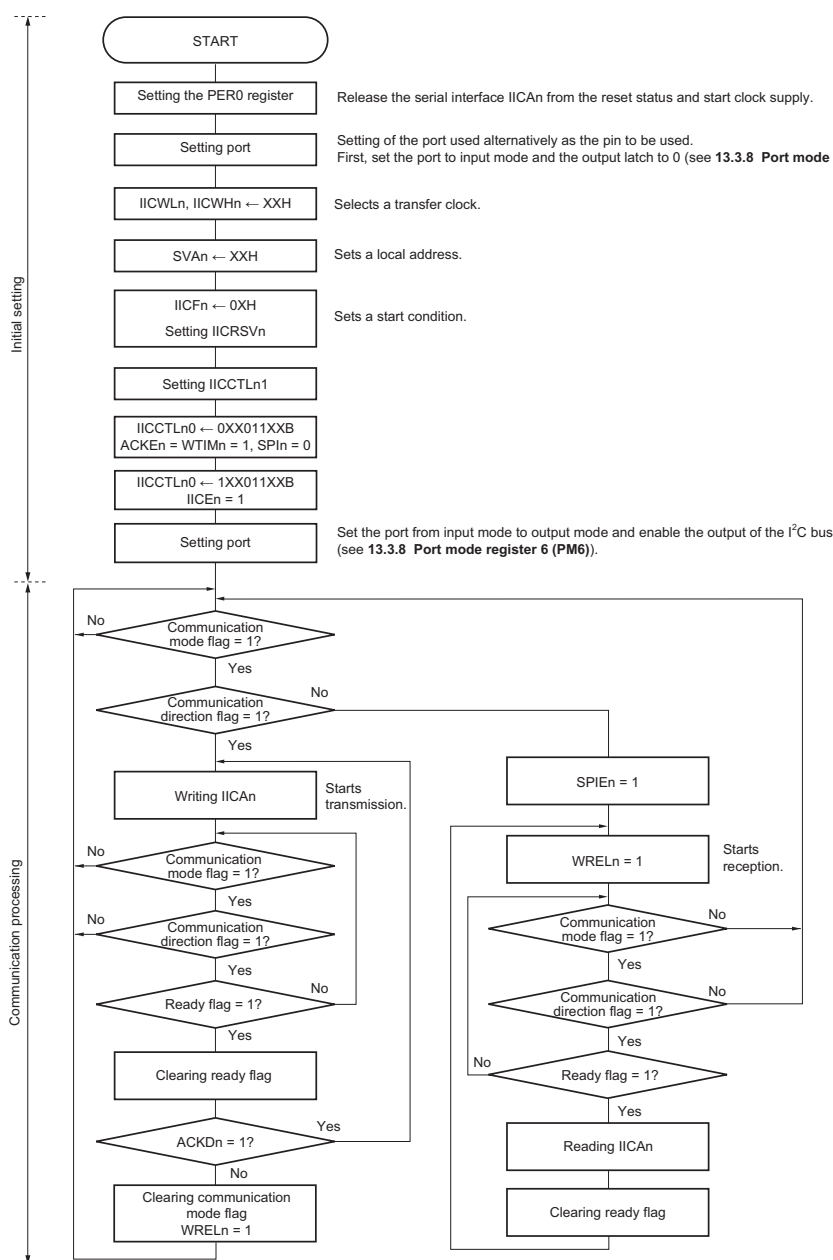 START
Setting the PER0 register
Release the serial interface IICAn from the reset status and start clock supply.
Setting port
Setting of the port used alternatively as the pin to be used.
First, set the port to input mode and the output latch to 0 (see 13.3.8 Port mode
IICWLn, IICWHn ← XXH
Selects a transfer clock.
SVAn ← XXH
Sets a local address.
IICFn ← 0XH
Setting IICRSVn
Sets a start condition.
Setting IICCTLn1
IICCTLn0 ← 0XX011XXB
ACKEn = WTIMn = 1, SPIn = 0
IICCTLn0 ← 1XX011XXB
IICEn = 1
Setting port
Set the port from input mode to output mode and enable the output of the I²C bus
(see 13.3.8 Port mode register 6 (PM6)).
Initial setting
Communication processing
No
Communication
mode flag = 1?
Yes
No
Communication
direction flag = 1?
Yes
Writing IICAn
Starts
transmission.
No
Communication
mode flag = 1?
Yes
No
Communication
direction flag = 1?
Yes
Ready flag = 1?
No
Yes
Clearing ready flag
ACKDn = 1?
Yes
No
Clearing communication
mode flag
WRELn = 1
SPIEn = 1
WRELn = 1
Starts
reception.
Communication
mode flag = 1?
No
Yes
Communication
direction flag = 1?
No
Yes
No
Ready flag = 1?
Yes
Reading IICAn
Clearing ready flag